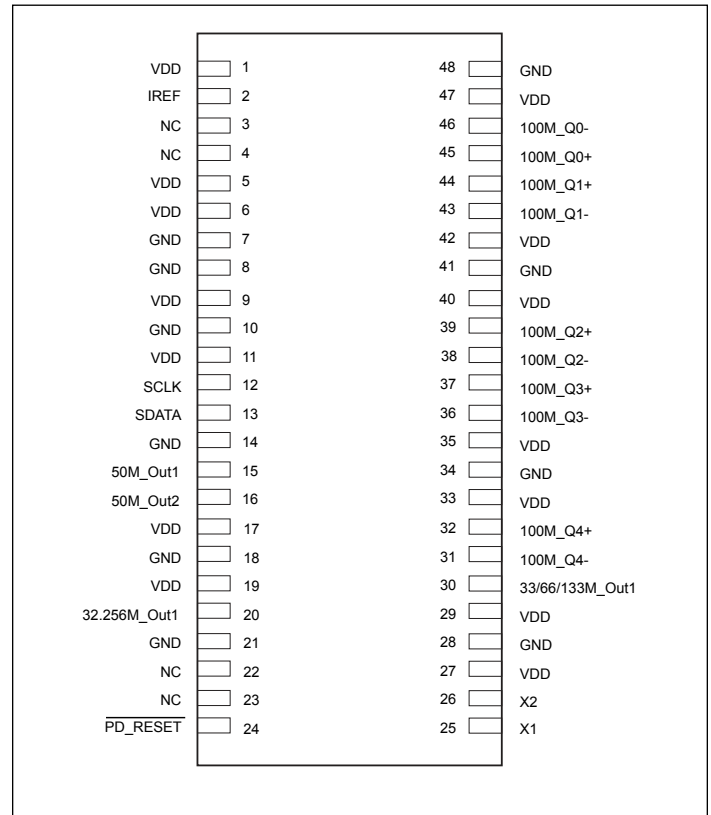 VDD 1 48 GND
IREF 2 47 VDD
NC 3 46 100M_Q0-
NC 4 45 100M_Q0+
VDD 5 44 100M_Q1+
VDD 6 43 100M_Q1-
GND 7 42 VDD
GND 8 41 GND
VDD 9 40 VDD
GND 10 39 100M_Q2+
VDD 11 38 100M_Q2-
SCLK 12 37 100M_Q3+
SDATA 13 36 100M_Q3-
GND 14 35 VDD
50M_Out1 15 34 GND
50M_Out2 16 33 VDD
VDD 17 32 100M_Q4+
GND 18 31 100M_Q4-
VDD 19 30 33/66/133M_Out1
32.256M_Out1 20 29 VDD
GND 21 28 GND
NC 22 27 VDD
NC 23 26 X2
PD_RESET 24 25 X1